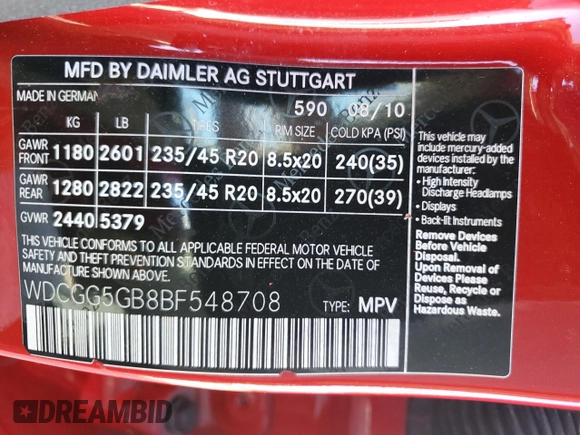 MFD BY DAIMLER AG STUTTGART
MADE IN GERMAN
590 8/10
KG LB TIRES RIM SIZE COLD KPA (PSI)
GAWR FRONT 1180 2601 235/45 R20 8.5x20 240(35)
GAWR REAR 1280 2822 235/45 R20 8.5x20 270(39)
GVWR 2440 5379
THIS VEHICLE CONFORMS TO ALL APPLICABLE FEDERAL MOTOR VEHICLE
SAFETY AND THEFT PREVENTION STANDARDS IN EFFECT ON THE DATE
OF MANUFACTURE SHOWN ABOVE.
WDCGG5GB8BF548708
TYPE: MPV
This vehicle may
include mercury-added
devices installed by the
manufacturer:
• High Intensity
Discharge Headlamps
• Displays
• Back-lit Instruments
Remove Devices
Before Vehicle
Disposal.
Upon Removal of
Devices Please
Reuse, Recycle or
Dispose as
Hazardous Waste.
DREAMBID